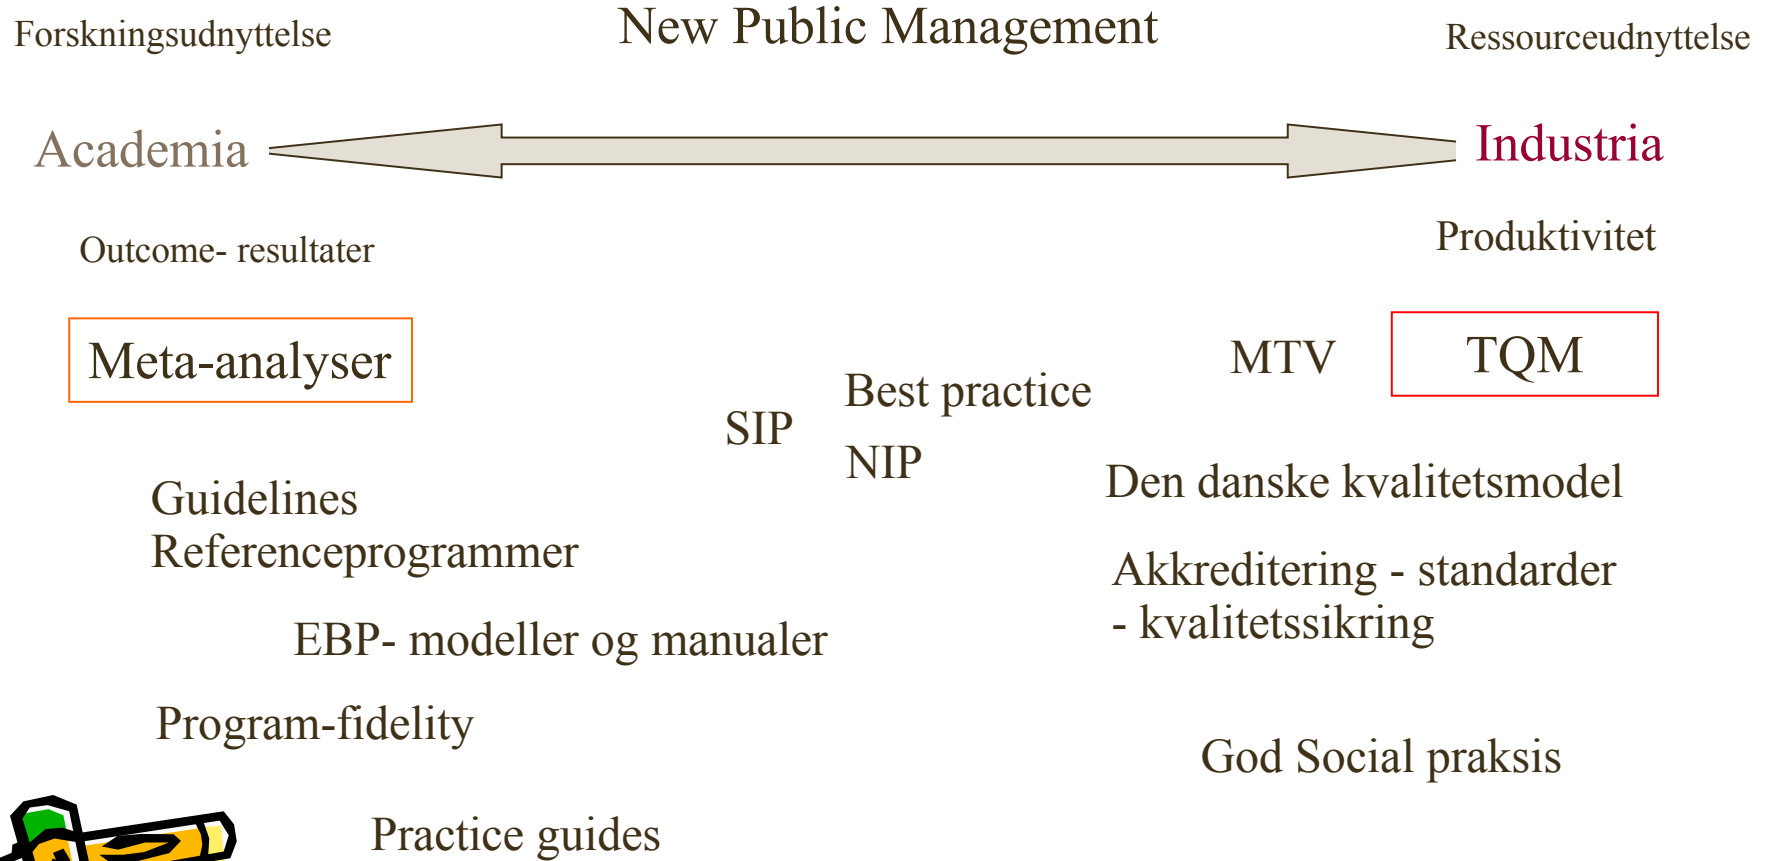 Forskningsudnyttelse
New Public Management
Ressourceudnyttelse
Academia
Industria
Outcome- resultater
Produktivitet
Meta-analyser
MTV
TQM
Best practice
SIP
NIP
Guidelines
Referenceprogrammer
Den danske kvalitetsmodel
Akkreditering - standarder
- kvalitetssikring
EBP- modeller og manualer
Program-fidelity
God Social praksis
Practice guides